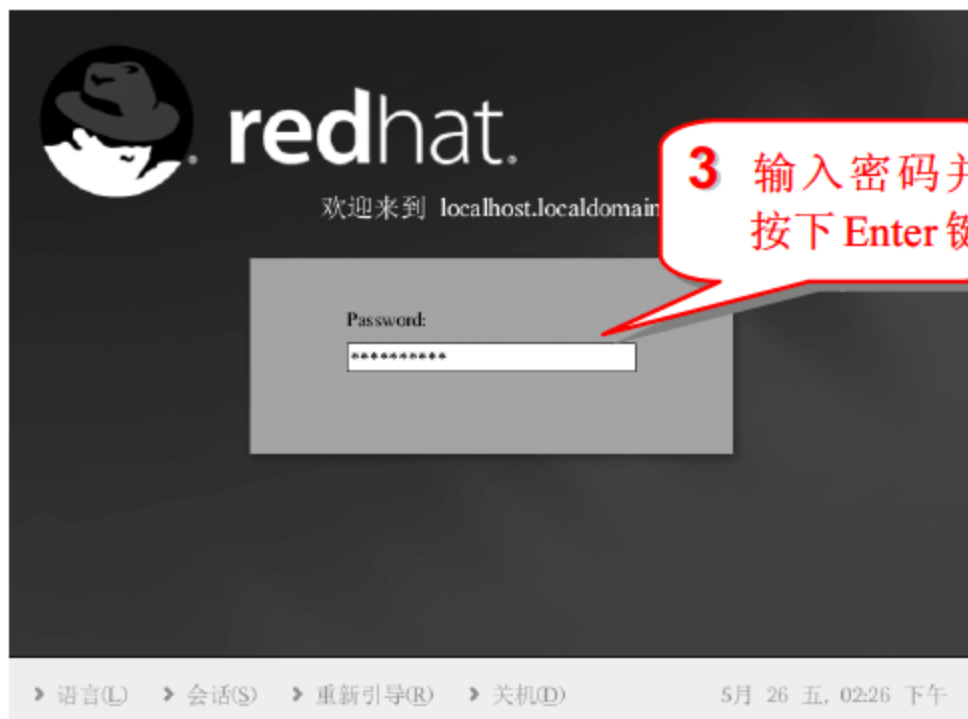 redhat.
欢迎来到 localhost.localdomain
3 输入密码并
按下Enter键
Password:
**********
语言(L) 会话(S) 重新引导(R) 关机(D) 5月 26 五, 02:26 下午